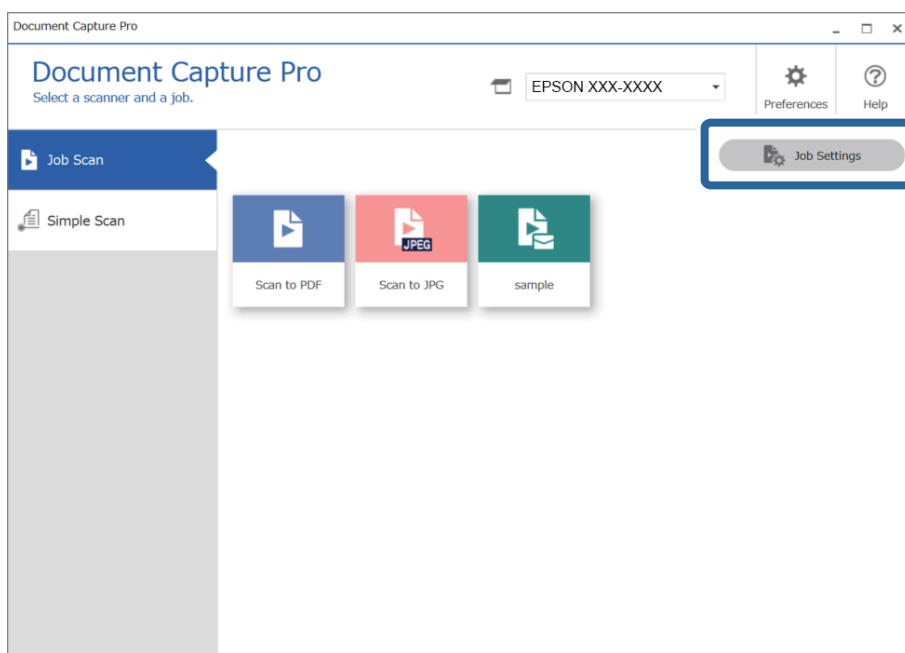 Document Capture Pro
Document Capture Pro
Select a scanner and a job.
EPSON XXX-XXXX
Preferences
Help
Job Scan
Job Settings
Simple Scan
JPEG
Scan to PDF
Scan to JPG
sample